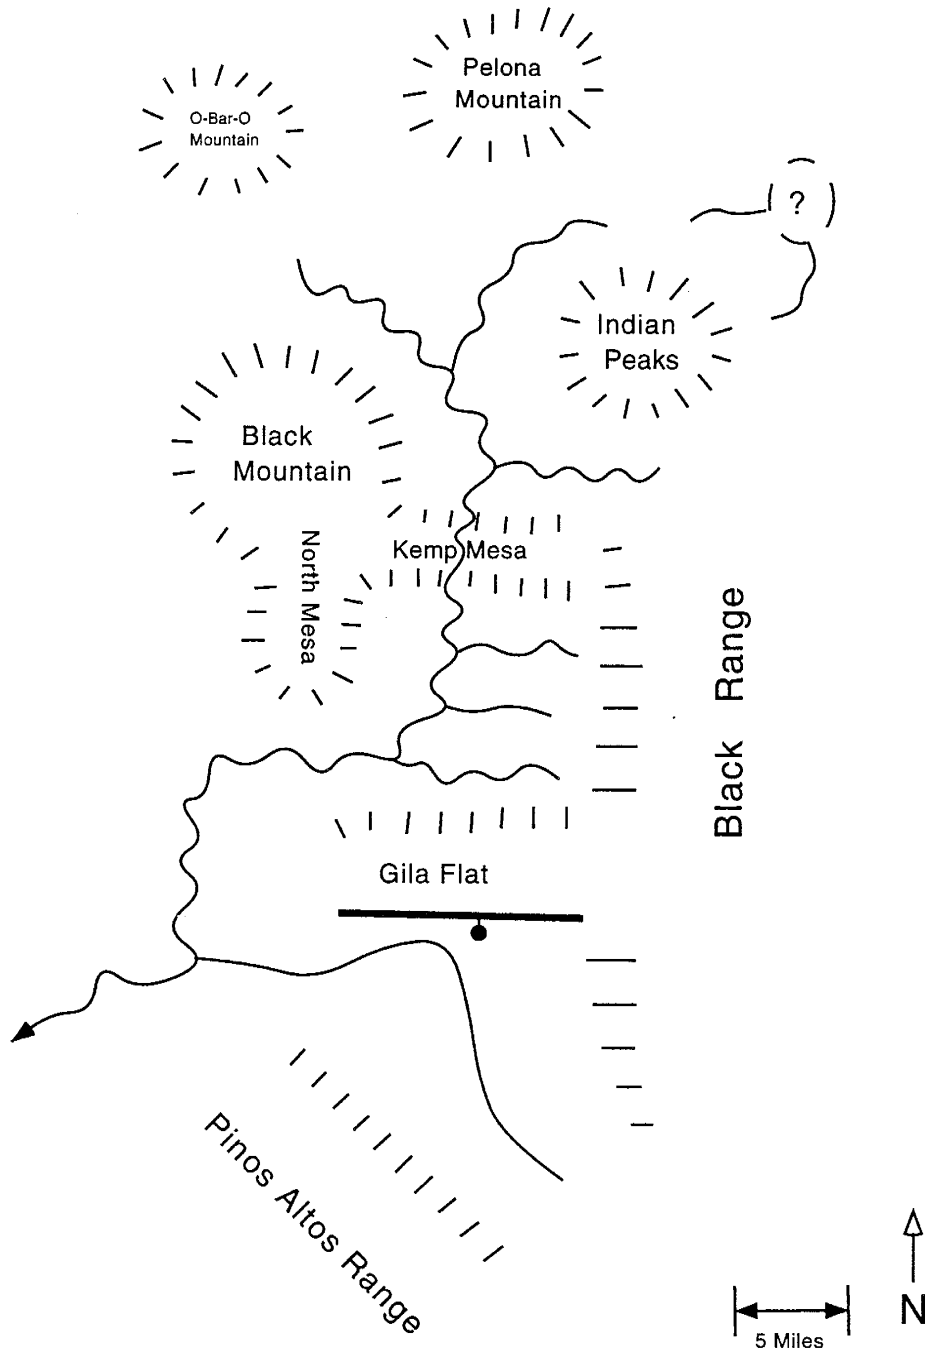 Pelona
Mountain
O-Bar-O
Mountain
?
Indian
Peaks
Black
Mountain
Kemp Mesa
North Mesa
Black Range
Gila Flat
Pinos Altos Range
N
5 Miles